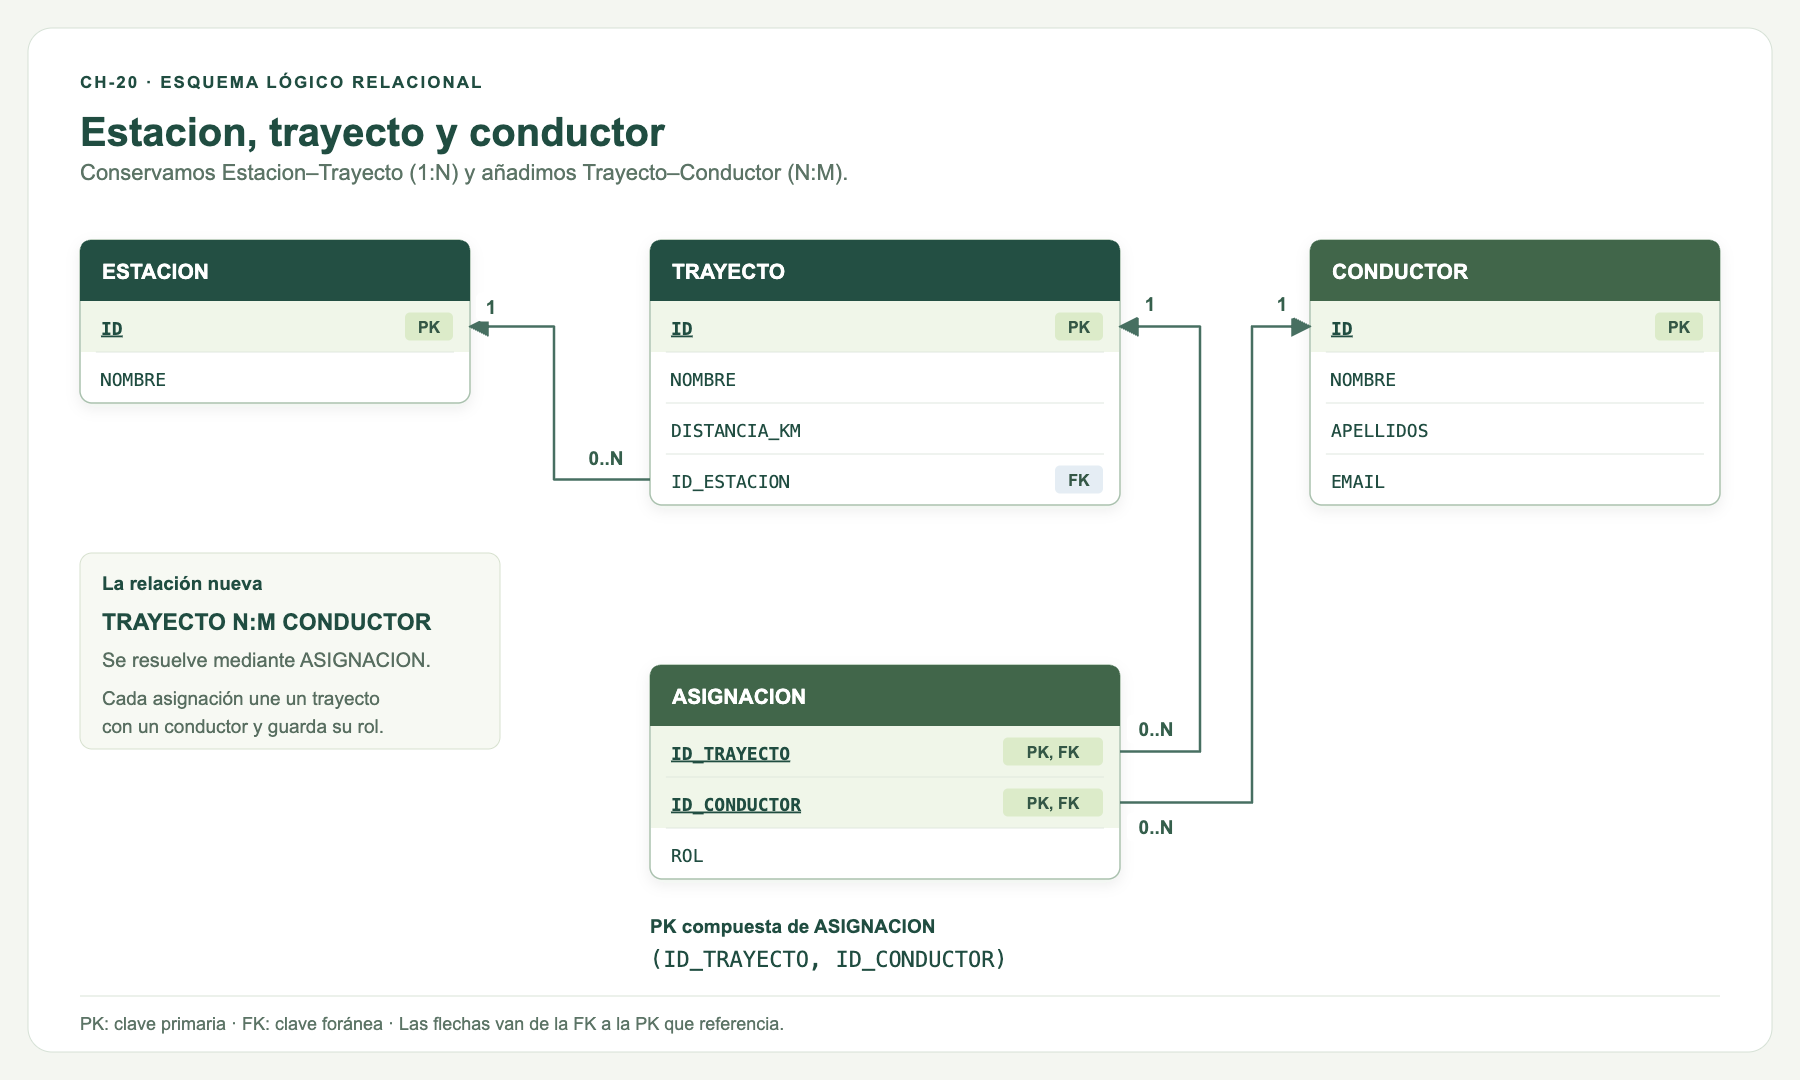 CH-20 · ESQUEMA LÓGICO RELACIONAL
Estacion, trayecto y conductor
Conservamos Estacion–Trayecto (1:N) y añadimos Trayecto–Conductor (N:M).
ESTACION
ID PK
NOMBRE
1
0..N
TRAYECTO
ID PK
NOMBRE
DISTANCIA_KM
ID_ESTACION FK
1
1
CONDUCTOR
ID PK
NOMBRE
APELLIDOS
EMAIL
La relación nueva
TRAYECTO N:M CONDUCTOR
Se resuelve mediante ASIGNACION.
Cada asignación une un trayecto
con un conductor y guarda su rol.
ASIGNACION
ID_TRAYECTO PK, FK
ID_CONDUCTOR PK, FK
ROL
0..N
0..N
PK compuesta de ASIGNACION
(ID_TRAYECTO, ID_CONDUCTOR)
PK: clave primaria · FK: clave foránea · Las flechas van de la FK a la PK que referencia.